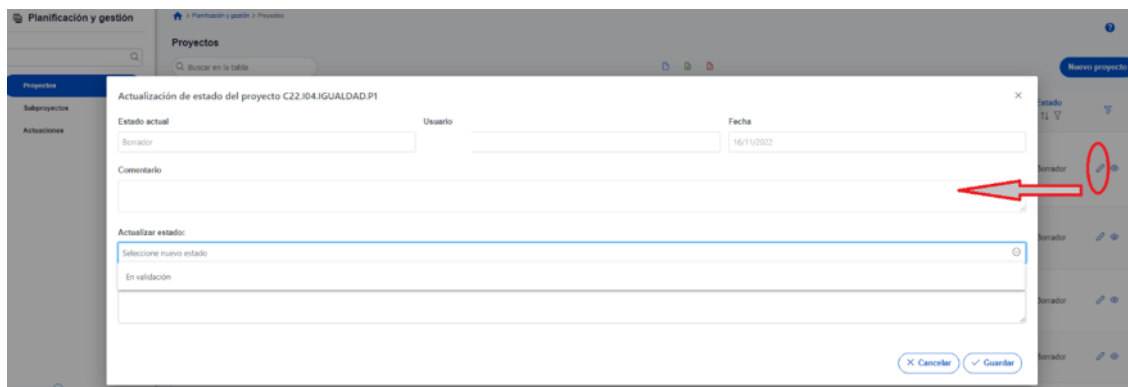 Planificación y gestión
> Planificación y gestión > Proyectos
Proyectos
Buscar en la tabla
Nuevo proyecto
Proyectos
Subproyectos
Actuaciones
Estado
Actualización de estado del proyecto C22.I04.IGUALDAD.P1
Estado actual
Usuario
Fecha
Borrador
16/11/2022
Comentario
Actualizar estado:
Seleccione nuevo estado
En validación
Cancelar
Guardar
Borrador
Borrador
Borrador
Borrador